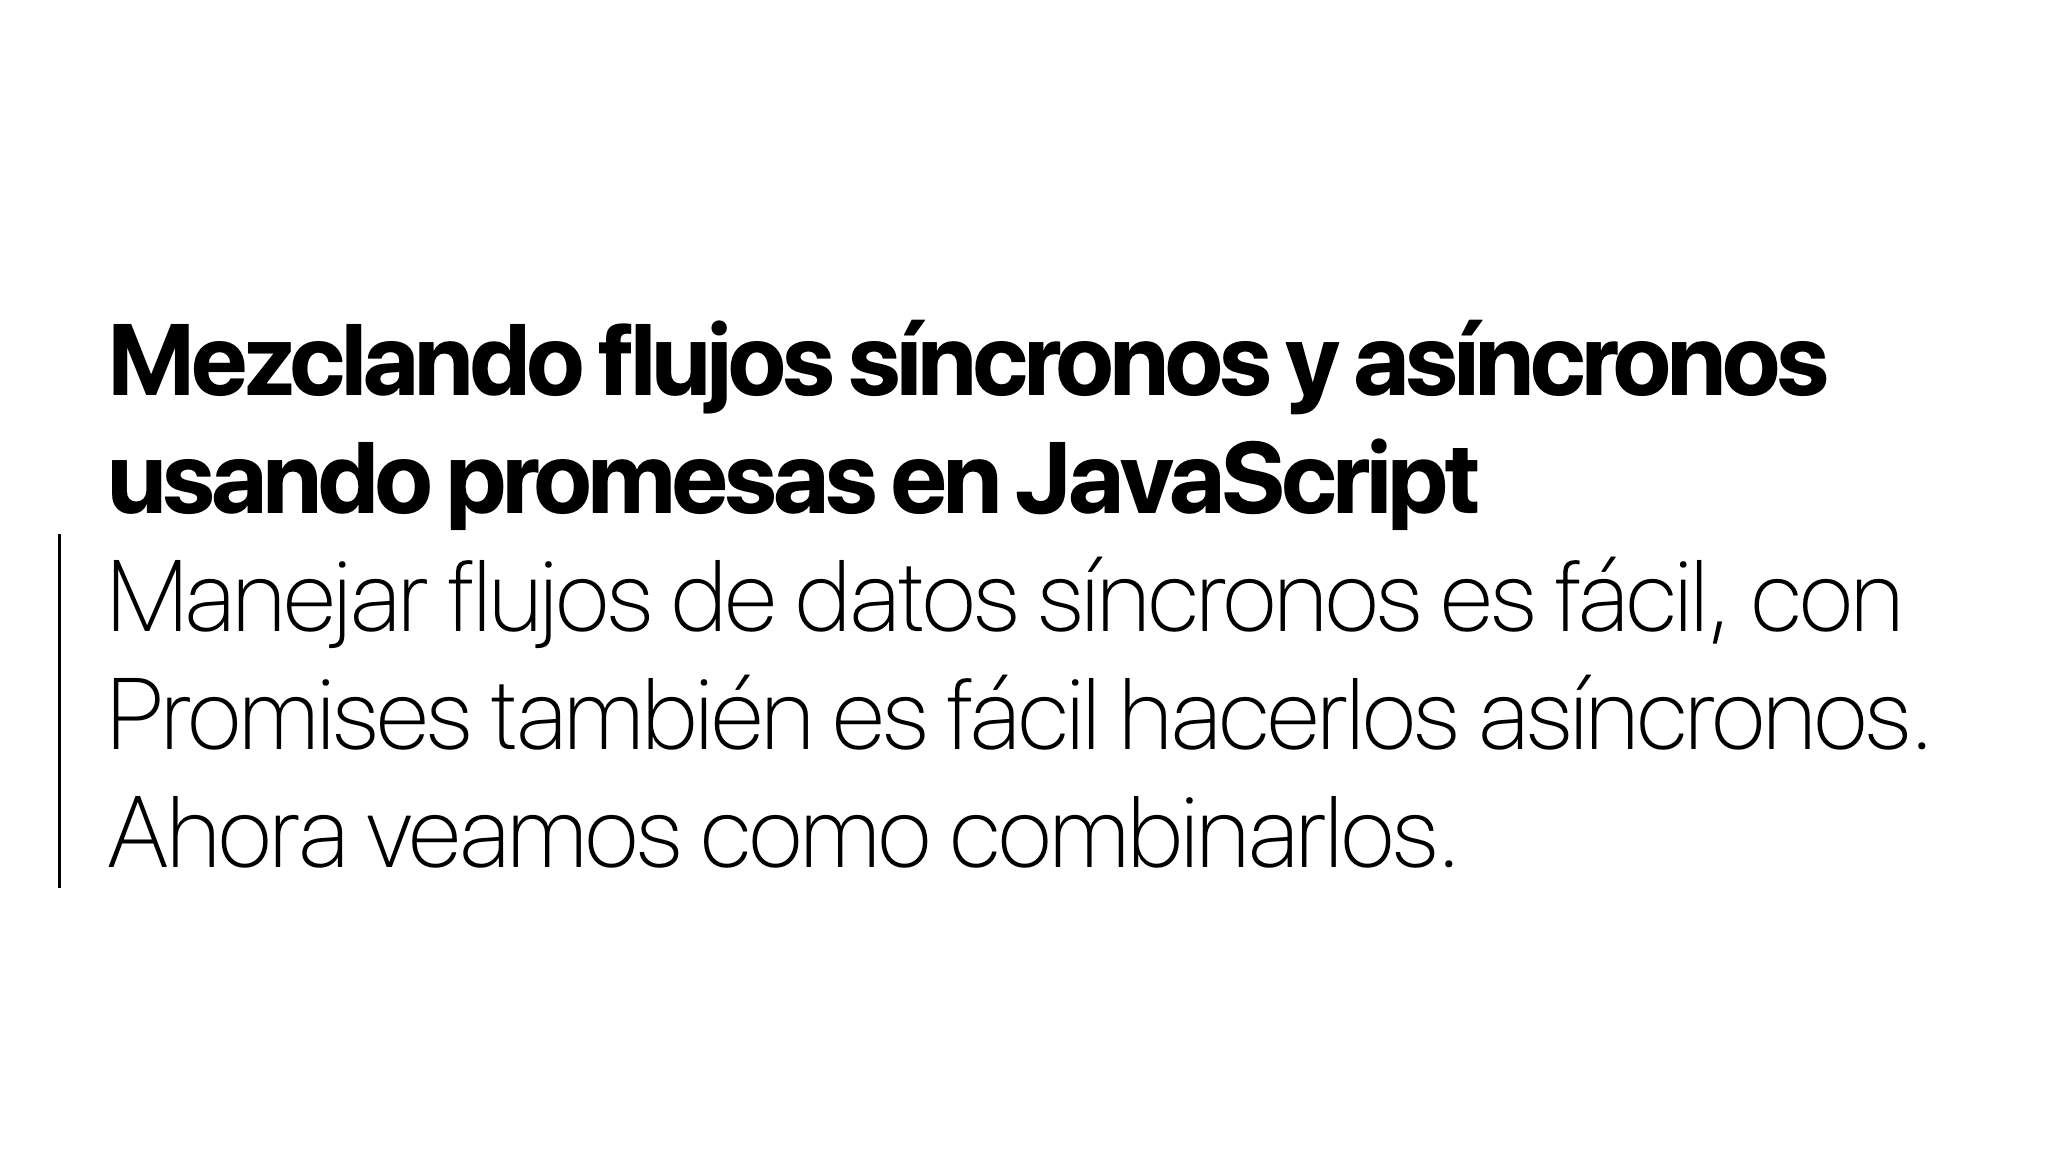 Mezclando flujos síncronos y asíncronos
usando promesas en JavaScript
Manejar flujos de datos síncronos es fácil, con
Promises también es fácil hacerlos asíncronos.
Ahora veamos como combinarlos.